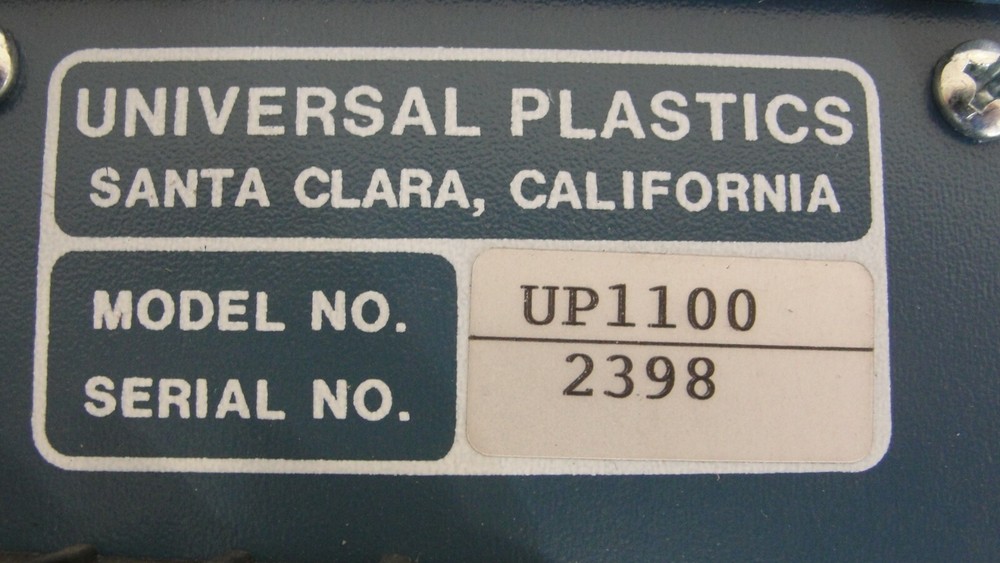 UNIVERSAL PLASTICS
SANTA CLARA, CALIFORNIA
MODEL NO. UP1100
SERIAL NO. 2398